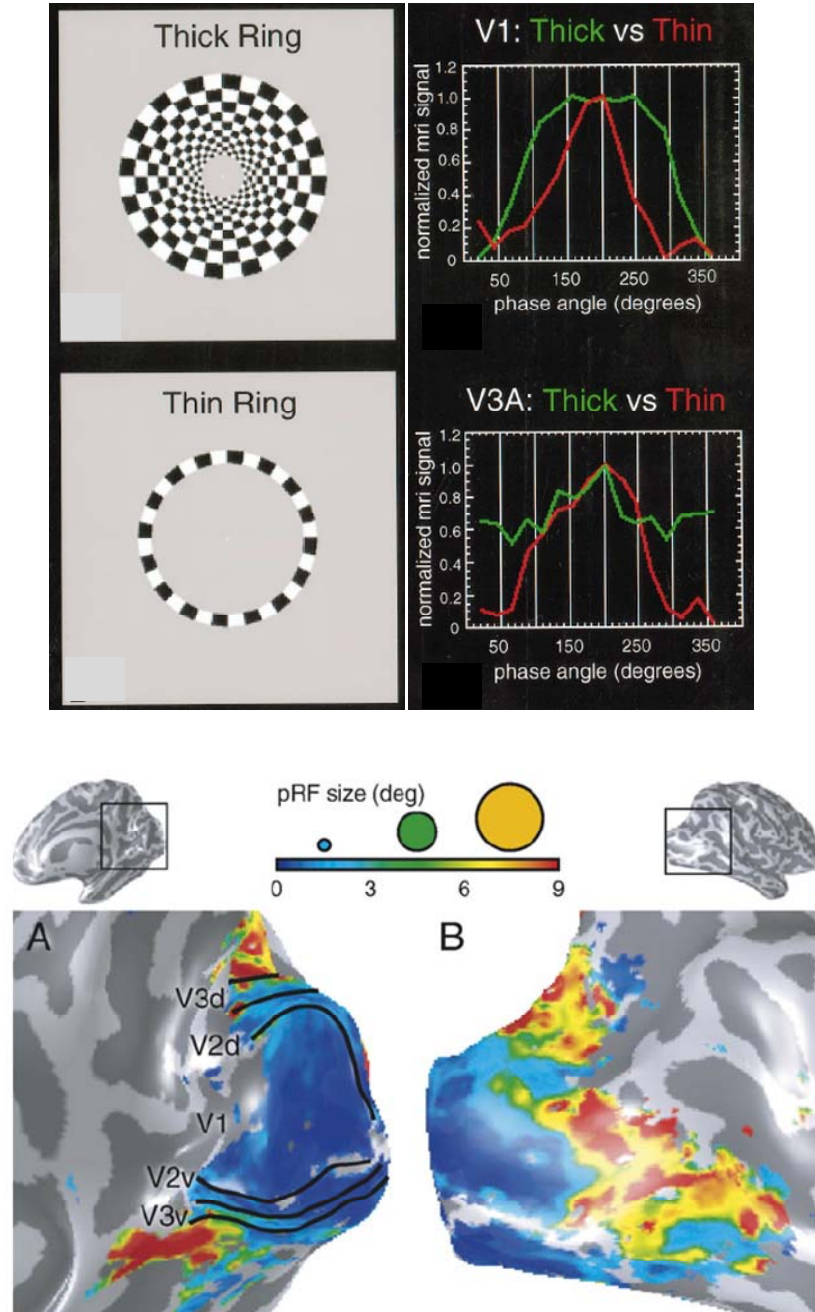 Thick Ring
V1: Thick vs Thin
normalized mri signal
1.2
1.0
0.8
0.6
0.4
0.2
0
50 150 250 350
phase angle (degrees)
Thin Ring
V3A: Thick vs Thin
normalized mri signal
1.2
1.0
0.8
0.6
0.4
0.2
0
50 150 250 350
phase angle (degrees)
pRF size (deg)
0 3 6 9
A
B
V3d
V2d
V1
V2v
V3v